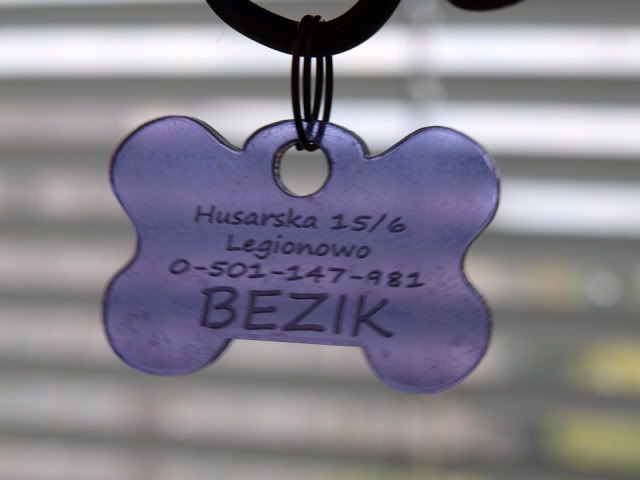 Husarska 15/6
Legionowo
0-501-147-981
BEZIK